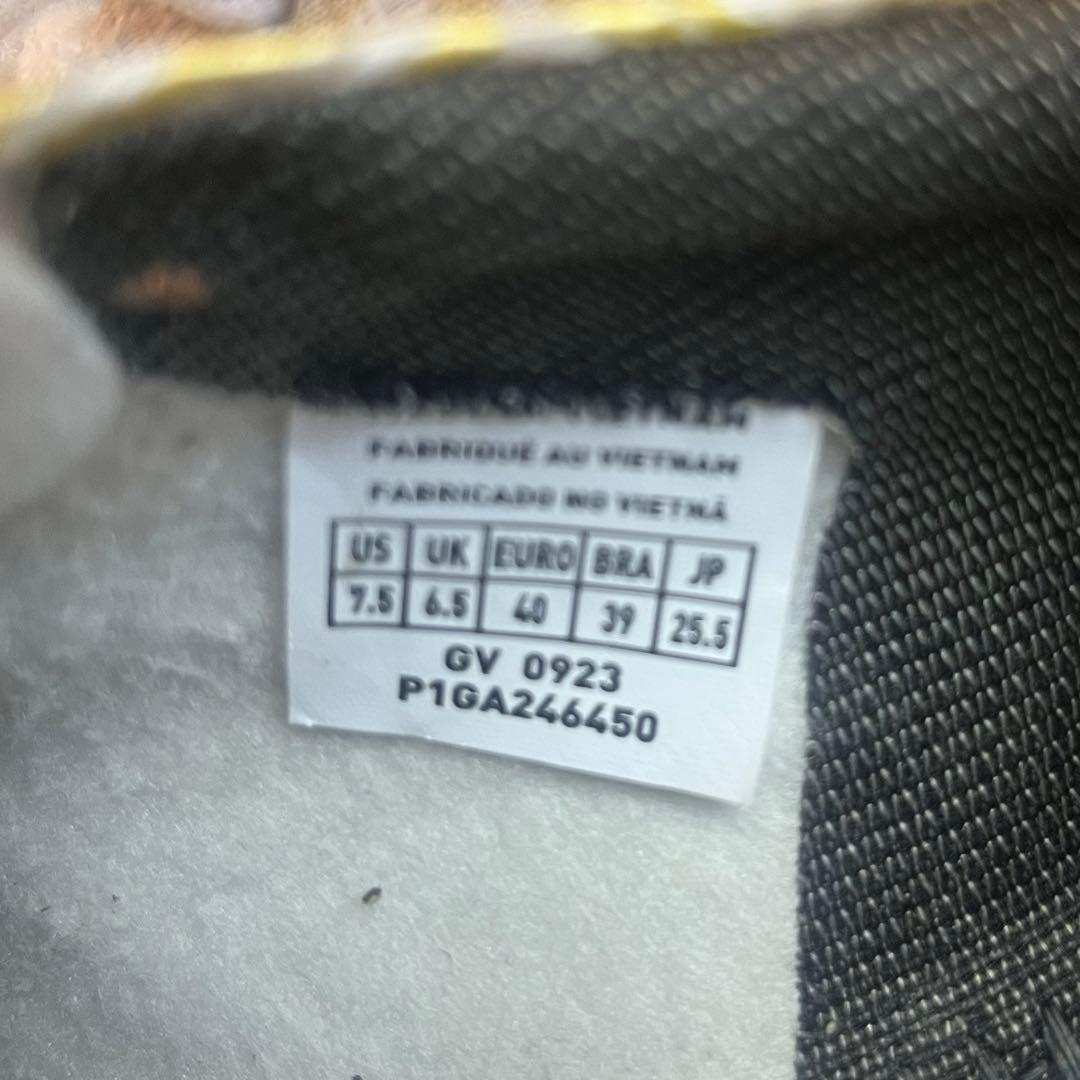 VIETNAM
FABRIQUÉ AU VIETNAM
FABRICADO NO VIETNÃ
US UK EURO BRA JP
7.5 6.5 40 39 25.5
GV 0923
P1GA246450